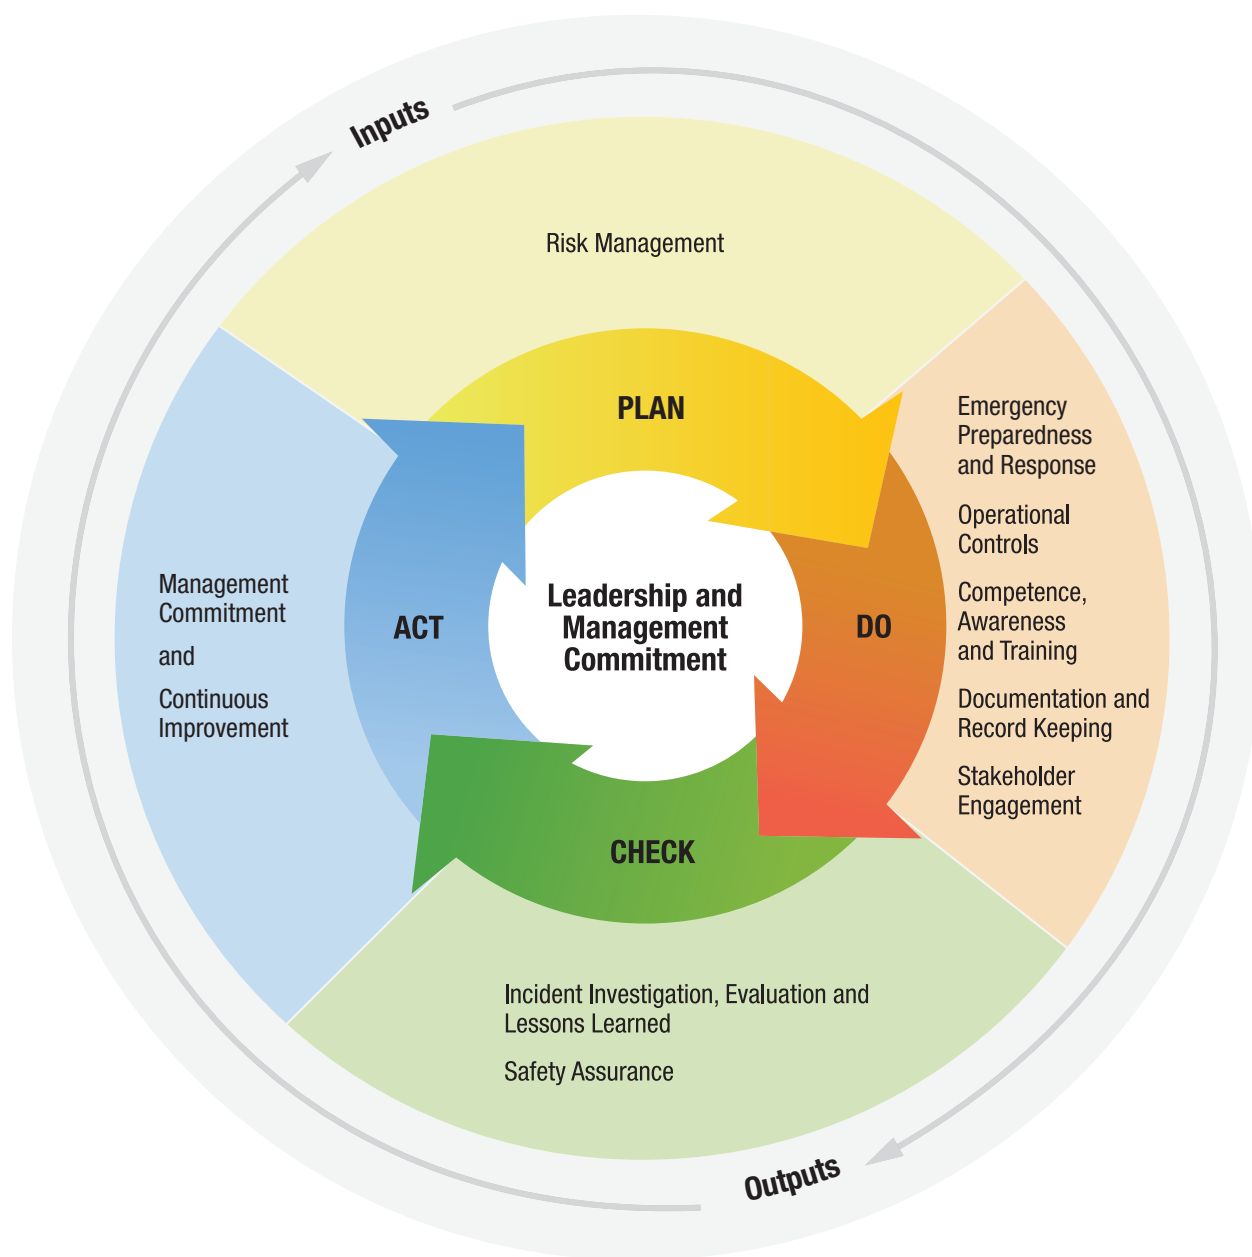 Inputs
Risk Management
PLAN
Emergency
Preparedness
and Response
Operational
Controls
Competence,
Awareness
and Training
Documentation and
Record Keeping
Stakeholder
Engagement
DO
Leadership and
Management
Commitment
ACT
Management
Commitment
and
Continuous
Improvement
CHECK
Incident Investigation, Evaluation and
Lessons Learned
Safety Assurance
Outputs